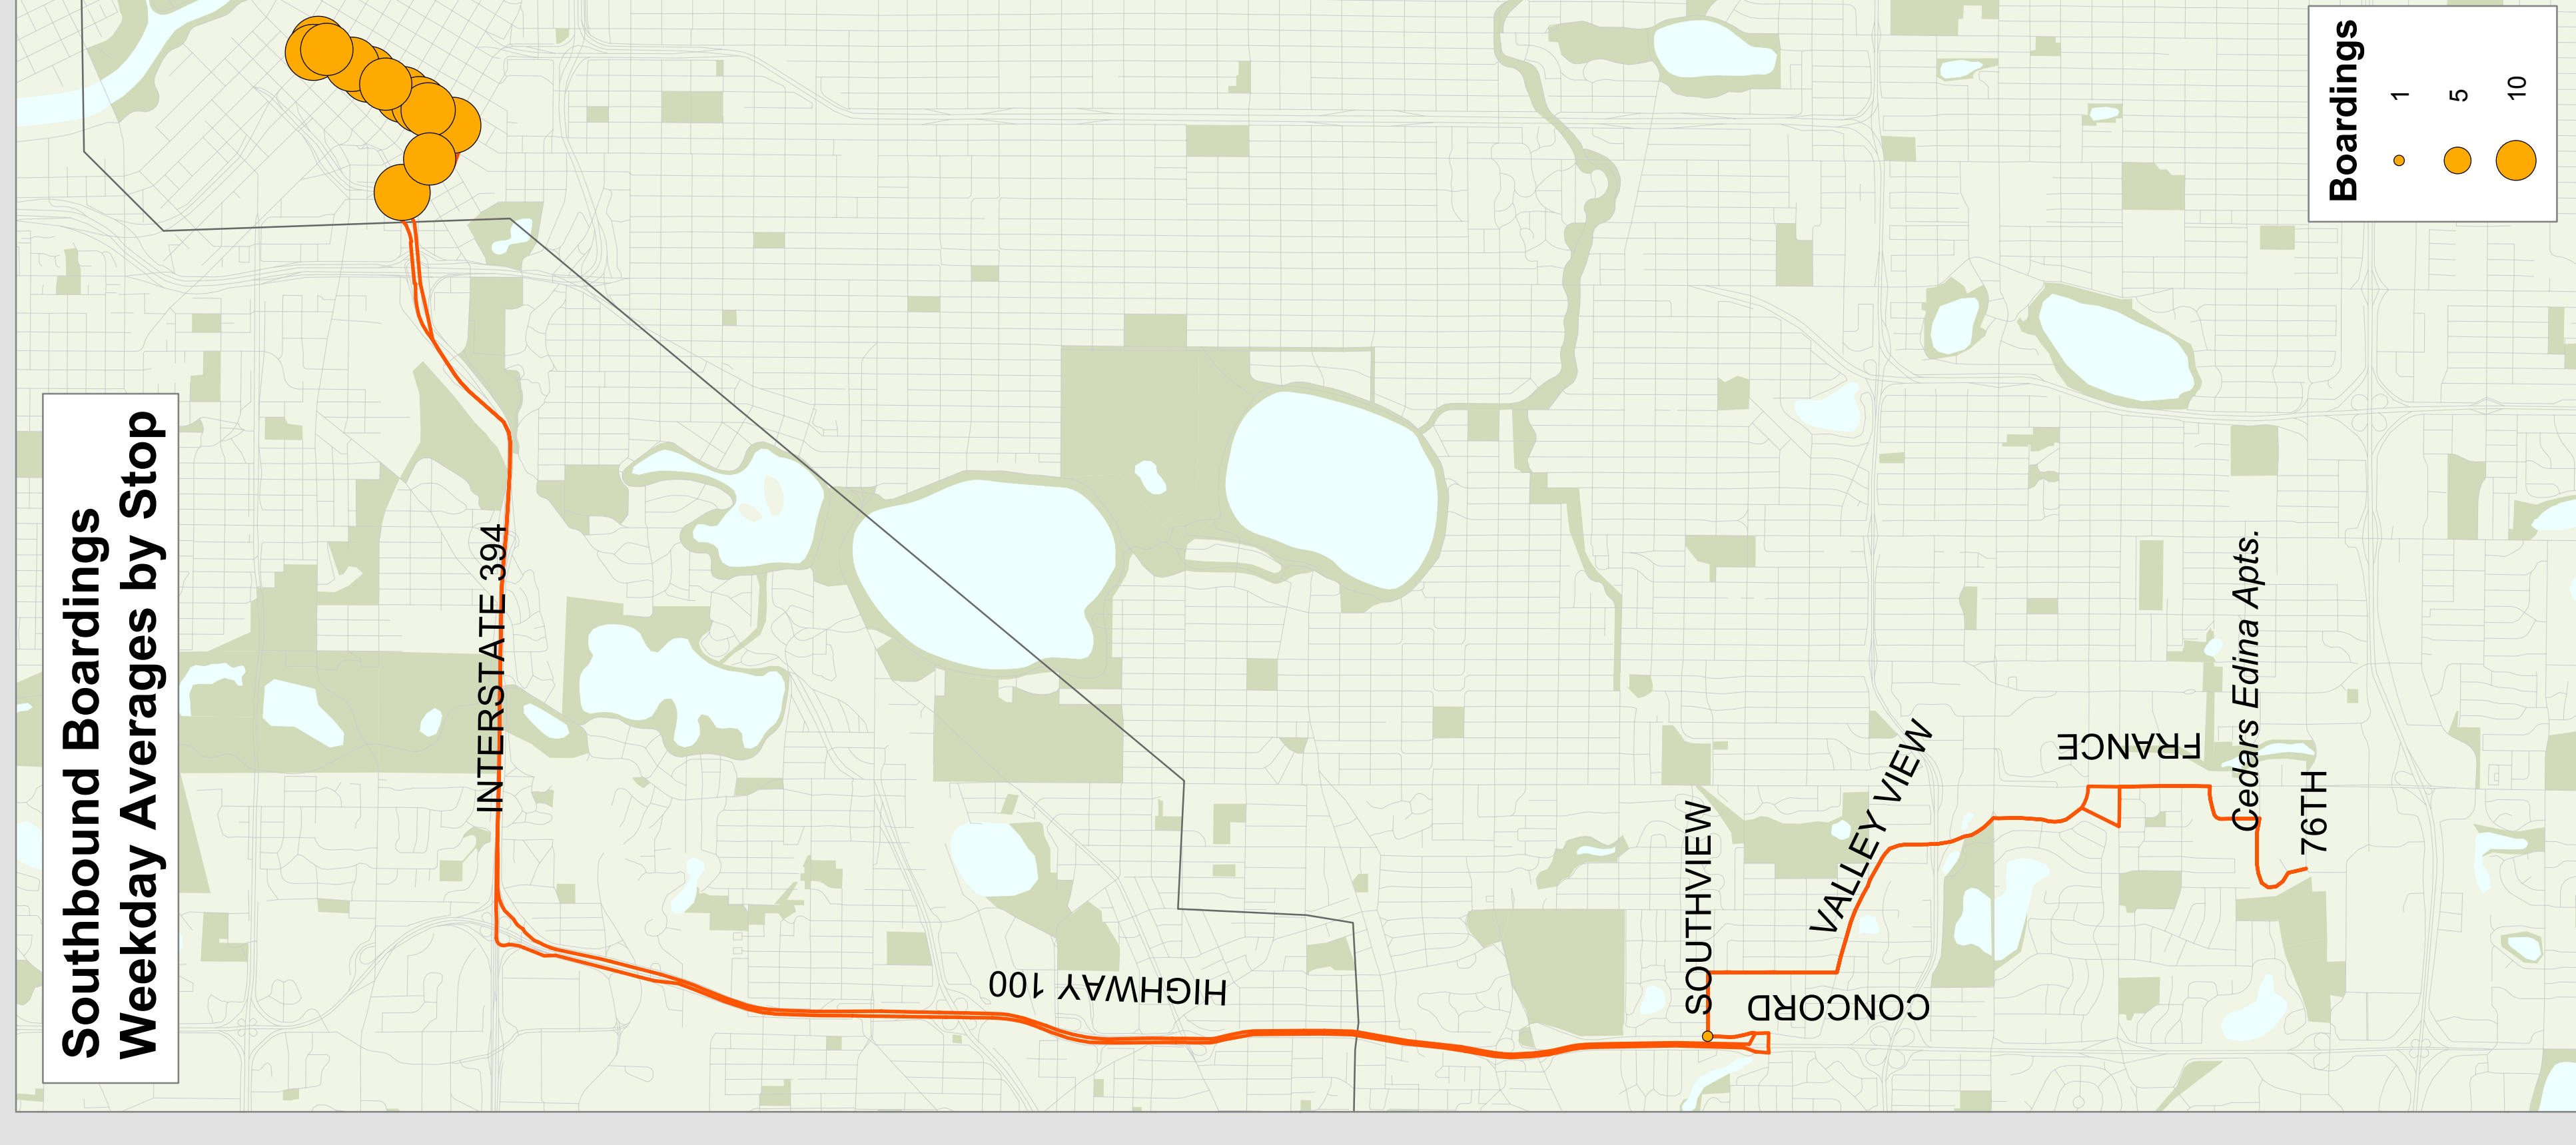 Southbound Boardings
Weekday Averages by Stop
INTERSTATE 394
HIGHWAY 100
SOUTHVIEW
CONCORD
VALLEY VIEW
FRANCE
Cedars Edina Apts.
76TH
Boardings
1
5
10